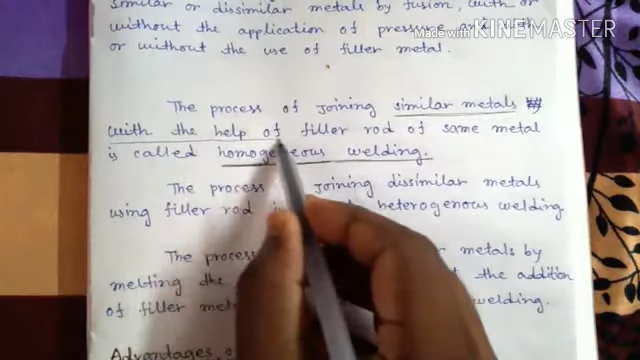 similar or dissimilar metals by fusion, with or
without the application of pressure and with
or without the use of filler metal.
Made with KINEMASTER
The process of joining similar metals
with the help of filler rod of same metal
is called homogeneous welding.
The process joining dissimilar metals
using filler rod heterogenous welding
The process metals by
melting the the addition
of filler welding.
Advantages